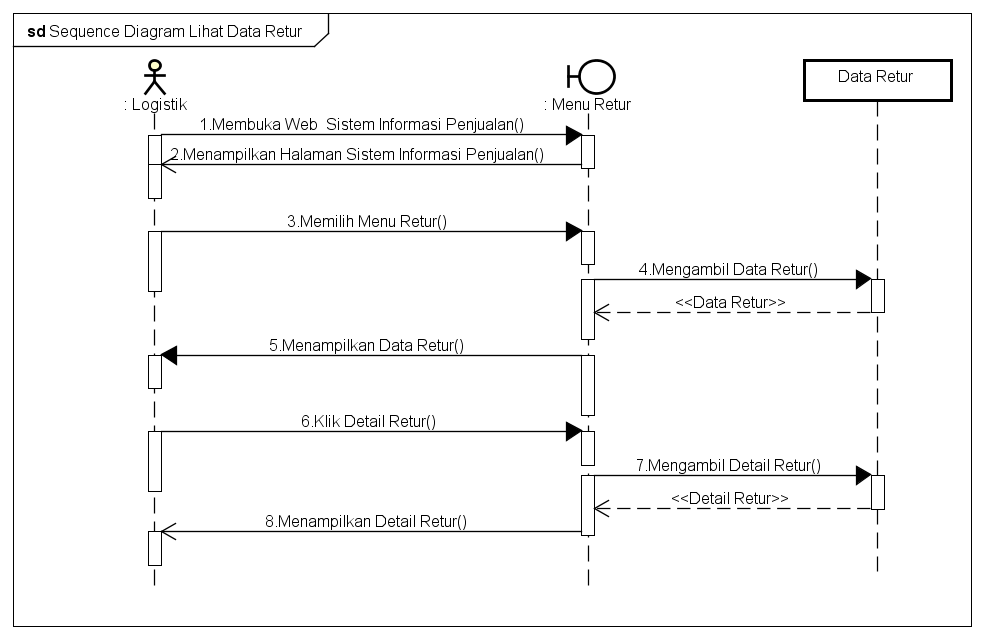 sd Sequence Diagram Lihat Data Retur
: Logistik
: Menu Retur
Data Retur
1.Membuka Web  Sistem Informasi Penjualan()
2.Menampilkan Halaman Sistem Informasi Penjualan()
3.Memilih Menu Retur()
4.Mengambil Data Retur()
<<Data Retur>>
5.Menampilkan Data Retur()
6.Klik Detail Retur()
7.Mengambil Detail Retur()
<<Detail Retur>>
8.Menampilkan Detail Retur()